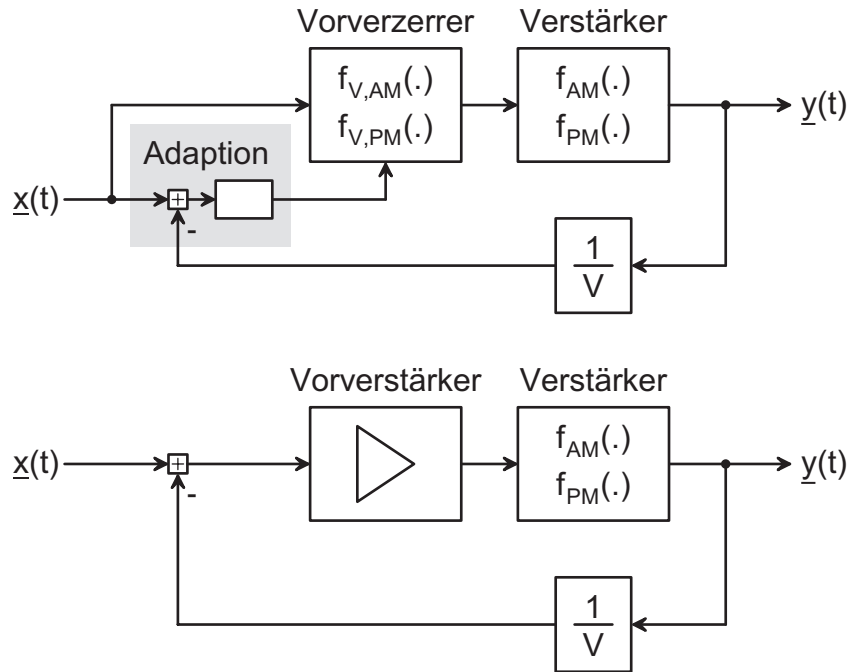 Vorverzerrer Verstärker
f_V,AM(.) f_AM(.)
f_V,PM(.) f_PM(.)
y(t)
Adaption
x(t)
+
-
1
V
Vorverstärker Verstärker
f_AM(.)
f_PM(.)
x(t)
+
y(t)
-
1
V